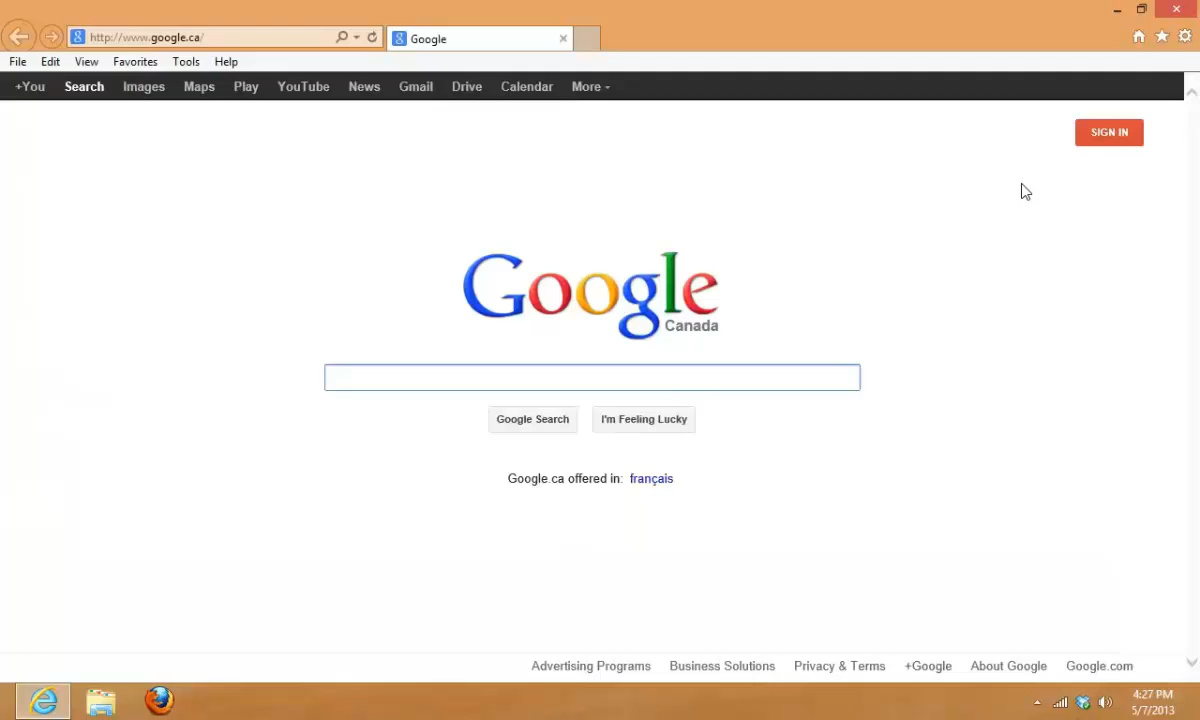 http://www.google.ca/
Google
File Edit View Favorites Tools Help
+You Search Images Maps Play YouTube News Gmail Drive Calendar More
SIGN IN
Google
Canada
Google Search I'm Feeling Lucky
Google.ca offered in: français
Advertising Programs Business Solutions Privacy & Terms +Google About Google Google.com
4:27 PM
5/7/2013